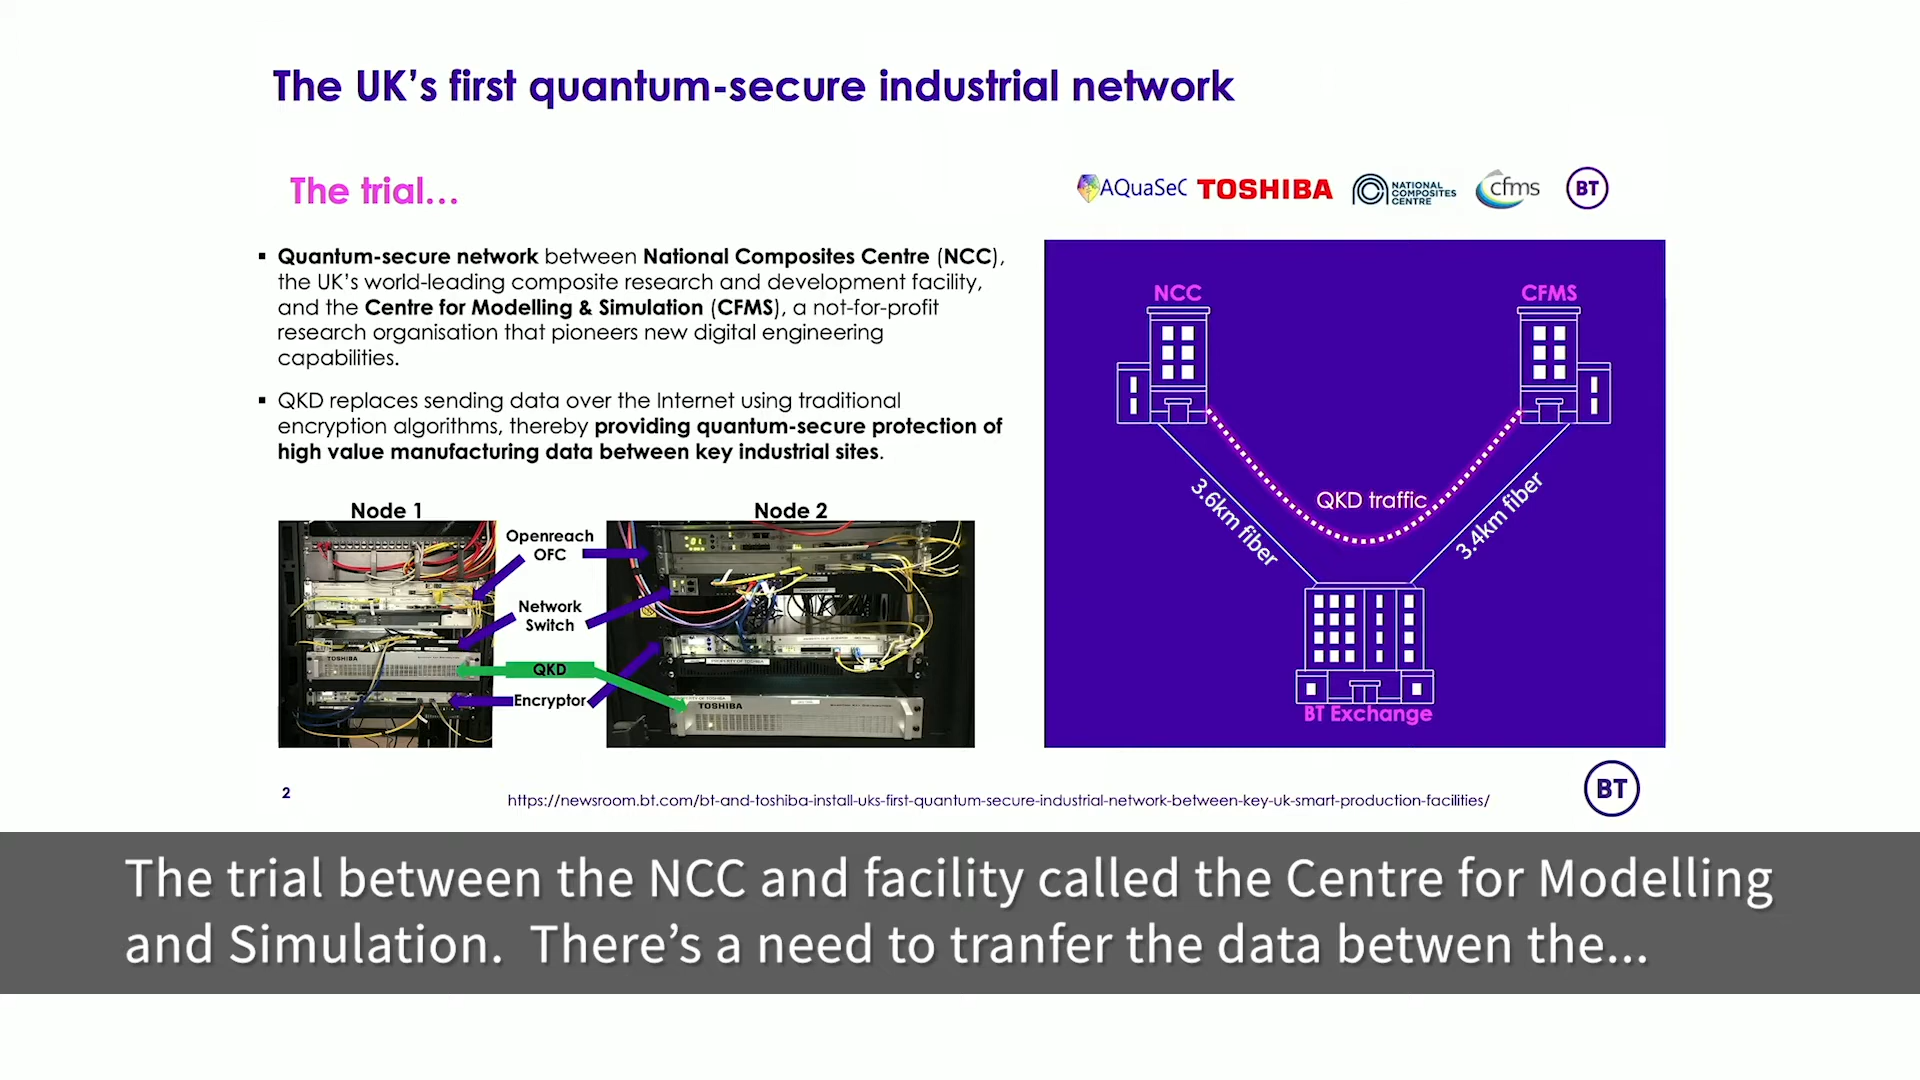 The UK's first quantum-secure industrial network
The trial...
AQuaSeC TOSHIBA NATIONAL COMPOSITES CENTRE cfms BT
▪ Quantum-secure network between National Composites Centre (NCC),
the UK's world-leading composite research and development facility,
and the Centre for Modelling & Simulation (CFMS), a not-for-profit
research organisation that pioneers new digital engineering
capabilities.
▪ QKD replaces sending data over the Internet using traditional
encryption algorithms, thereby providing quantum-secure protection of
high value manufacturing data between key industrial sites.
Node 1
Node 2
Openreach
OFC
Network
Switch
QKD
Encryptor
TOSHIBA
PROPERTY OF TOSHIBA
TOSHIBA
NCC
CFMS
QKD traffic
3.6km fiber
3.4km fiber
BT Exchange
2
https://newsroom.bt.com/bt-and-toshiba-install-uks-first-quantum-secure-industrial-network-between-key-uk-smart-production-facilities/
BT
The trial between the NCC and facility called the Centre for Modelling
and Simulation.  There's a need to tranfer the data betwen the...